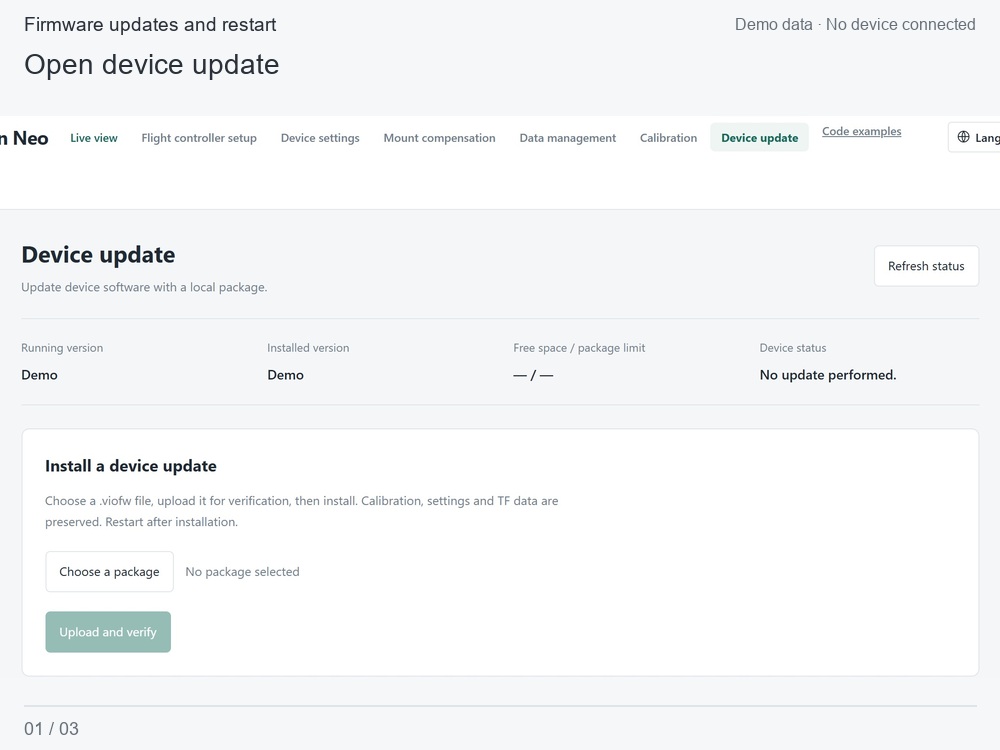 Firmware updates and restart
Demo data · No device connected
Open device update
n Neo
Live view
Flight controller setup
Device settings
Mount compensation
Data management
Calibration
Device update
Code examples
Lang
Device update
Refresh status
Update device software with a local package.
Running version
Installed version
Free space / package limit
Device status
Demo
Demo
— / —
No update performed.
Install a device update
Choose a .viofw file, upload it for verification, then install. Calibration, settings and TF data are
preserved. Restart after installation.
Choose a package
No package selected
Upload and verify
01 / 03